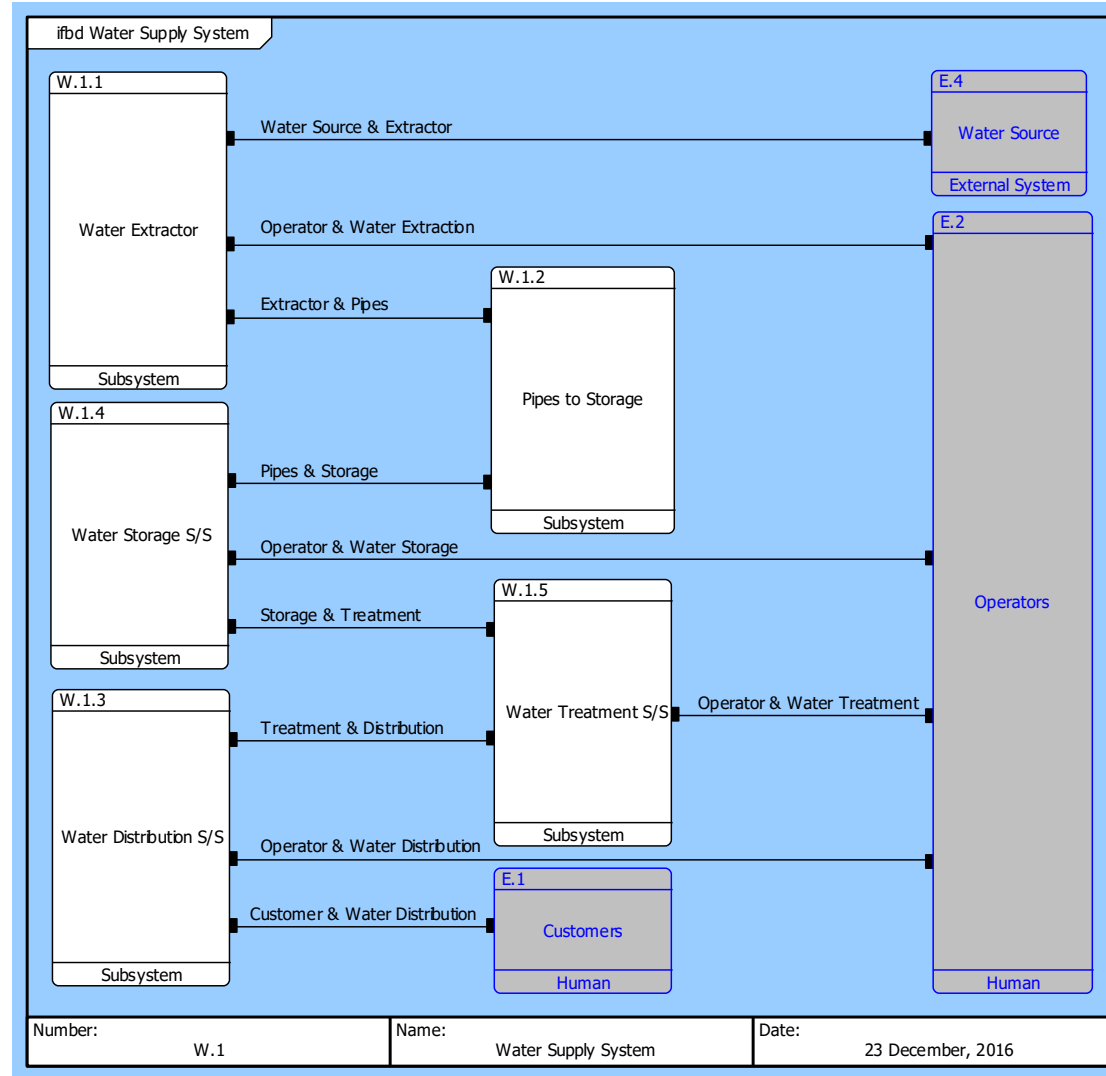 ifbd Water Supply System
W.1.1
Water Extractor
Subsystem
E.4
Water Source
External System
Water Source & Extractor
Operator & Water Extraction
E.2
Operators
Human
Extractor & Pipes
W.1.2
Pipes to Storage
Subsystem
W.1.4
Water Storage S/S
Subsystem
Pipes & Storage
Operator & Water Storage
Storage & Treatment
W.1.5
Water Treatment S/S
Subsystem
Operator & Water Treatment
W.1.3
Water Distribution S/S
Subsystem
Treatment & Distribution
Operator & Water Distribution
Customer & Water Distribution
E.1
Customers
Human
Number:
W.1
Name:
Water Supply System
Date:
23 December, 2016